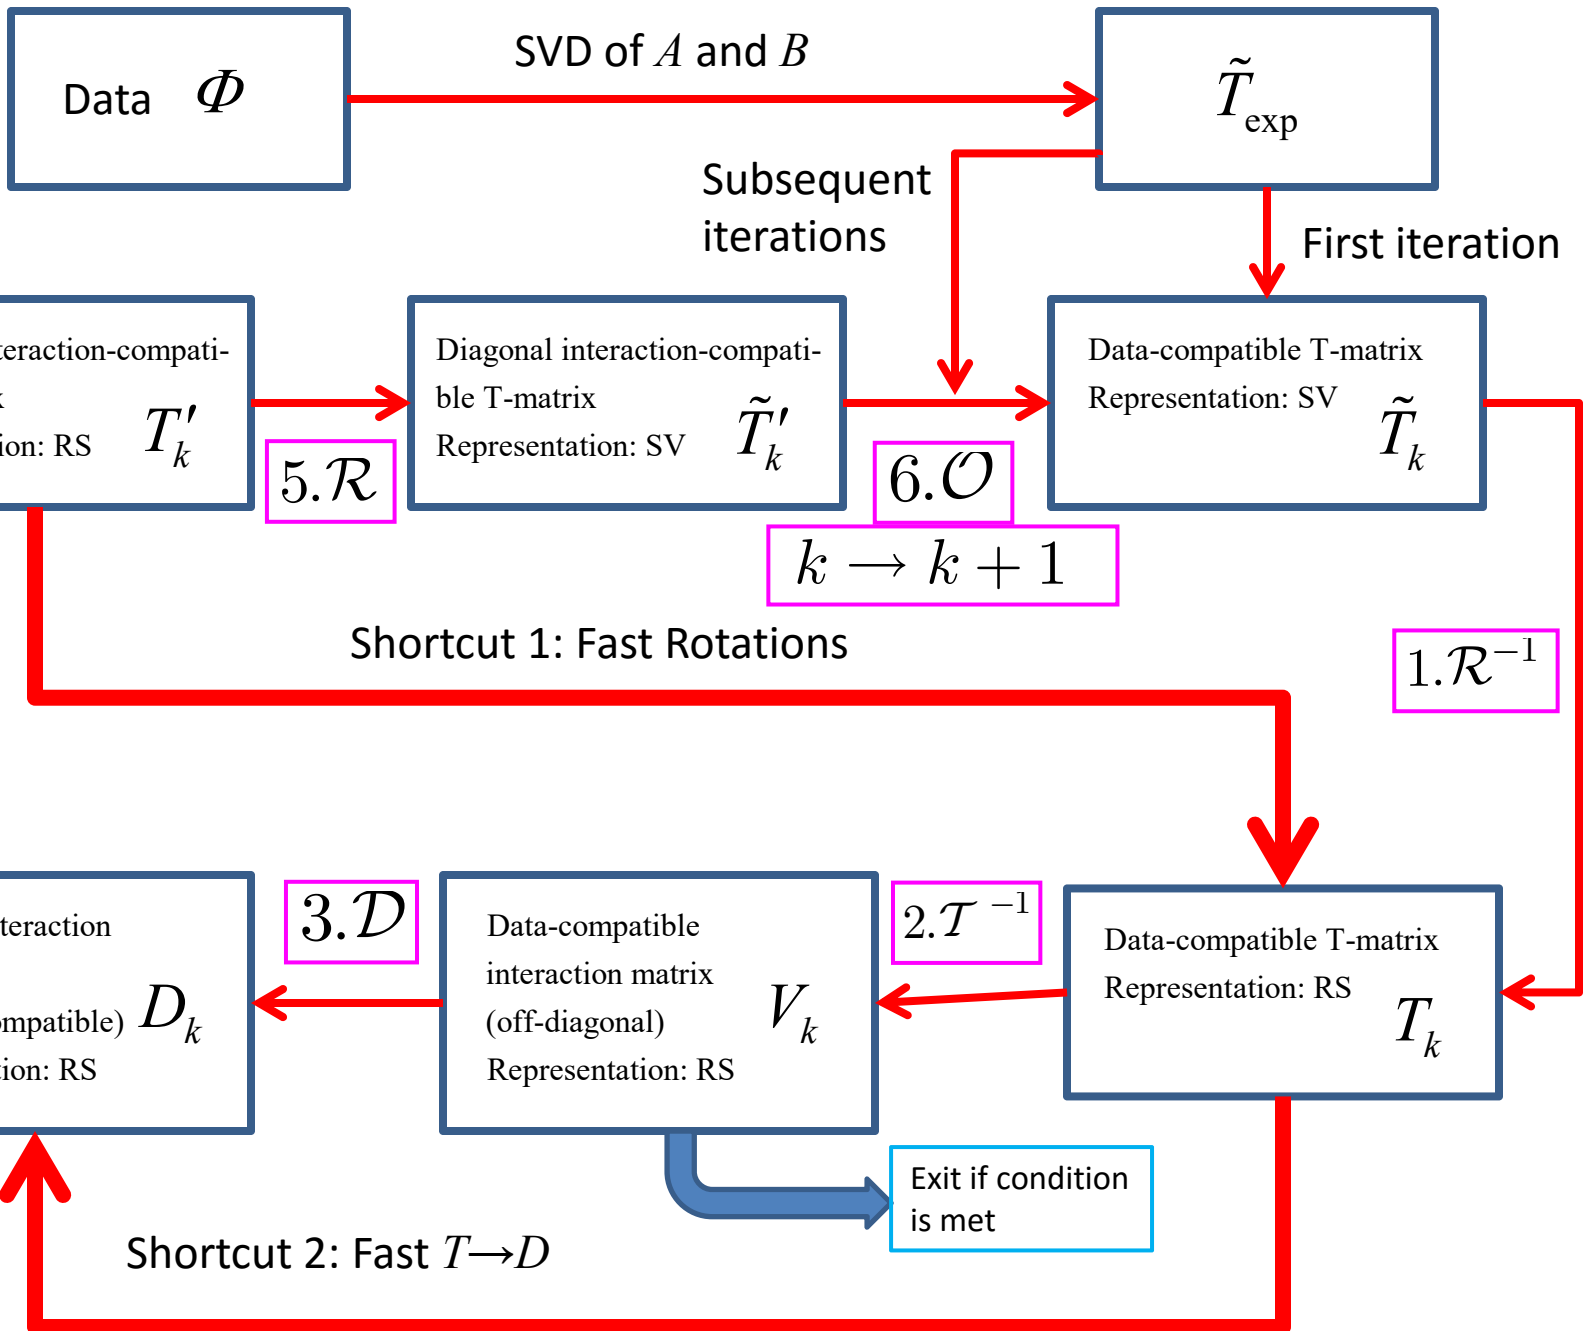 Data Φ
SVD of A and B
T̃exp
Subsequent
iterations
First iteration
teraction-compati-
T′k
ion: RS
5.ℛ
Diagonal interaction-compati-
ble T-matrix
Representation: SV
T̃′k
6.𝒪
k → k + 1
Data-compatible T-matrix
Representation: SV
T̃k
Shortcut 1: Fast Rotations
1.ℛ⁻¹
teraction
ompatible) Dk
tion: RS
3.𝒟
Data-compatible
interaction matrix
(off-diagonal)
Representation: RS
Vk
2.𝒯⁻¹
Data-compatible T-matrix
Representation: RS
Tk
Exit if condition
is met
Shortcut 2: Fast T→D